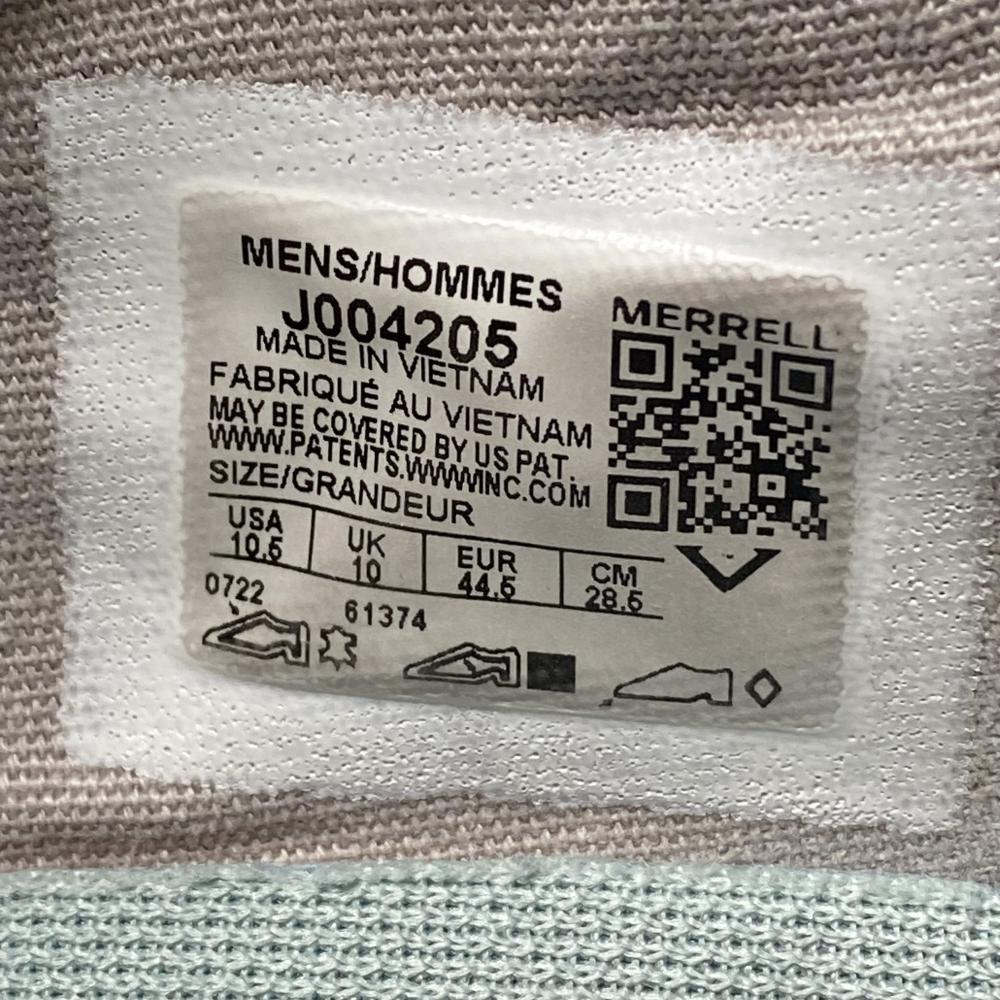 MENS/HOMMES
J004205
MADE IN VIETNAM
FABRIQUÉ AU VIETNAM
MAY BE COVERED BY US PAT.
WWW.PATENTS.WWWINC.COM
SIZE/GRANDEUR
USA UK EUR CM
10.5 10 44.5 28.5
0722 61374
MERRELL